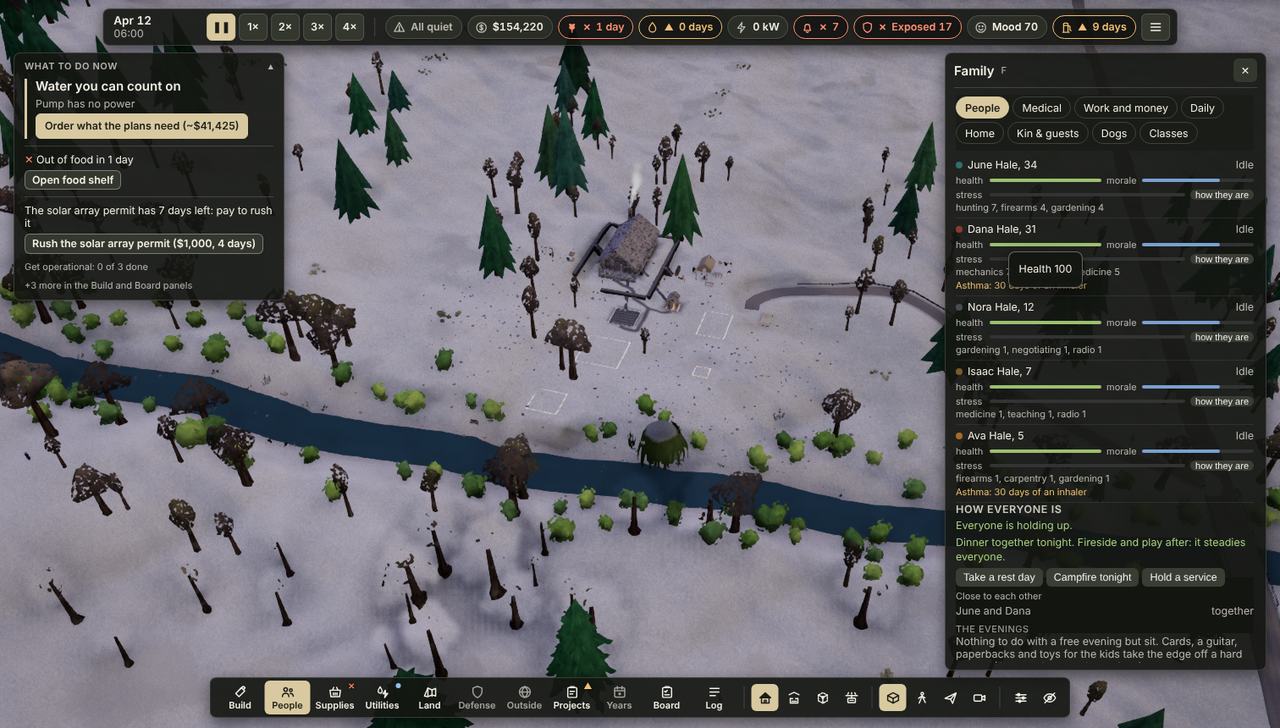 Apr 12
06:00
1×
2×
3×
4×
All quiet
$154,220
× 1 day
0 days
0 kW
× 7
× Exposed 17
Mood 70
9 days
WHAT TO DO NOW
Water you can count on
Pump has no power
Order what the plans need (~$41,425)
× Out of food in 1 day
Open food shelf
The solar array permit has 7 days left: pay to rush
it
Rush the solar array permit ($1,000, 4 days)
Get operational: 0 of 3 done
+3 more in the Build and Board panels
Family F
People
Medical
Work and money
Daily
Home
Kin & guests
Dogs
Classes
June Hale, 34 Idle
health morale
stress how they are
hunting 7, firearms 4, gardening 4
Dana Hale, 31 Idle
health morale
stress how they are
Health 100
mechanics
Asthma: 30 an inhaler
Nora Hale, 12 Idle
health morale
stress how they are
gardening 1, negotiating 1, radio 1
Isaac Hale, 7 Idle
health morale
stress how they are
medicine 1, teaching 1, radio 1
Ava Hale, 5 Idle
health morale
stress how they are
firearms 1, carpentry 1, gardening 1
Asthma: 30 days of an inhaler
HOW EVERYONE IS
Everyone is holding up.
Dinner together tonight. Fireside and play after: it steadies
everyone.
Take a rest day
Campfire tonight
Hold a service
Close to each other
June and Dana together
THE EVENINGS
Nothing to do with a free evening but sit. Cards, a guitar,
paperbacks and toys for the kids take the edge off a hard
Build
People
Supplies
Utilities
Land
Defense
Outside
Projects
Years
Board
Log